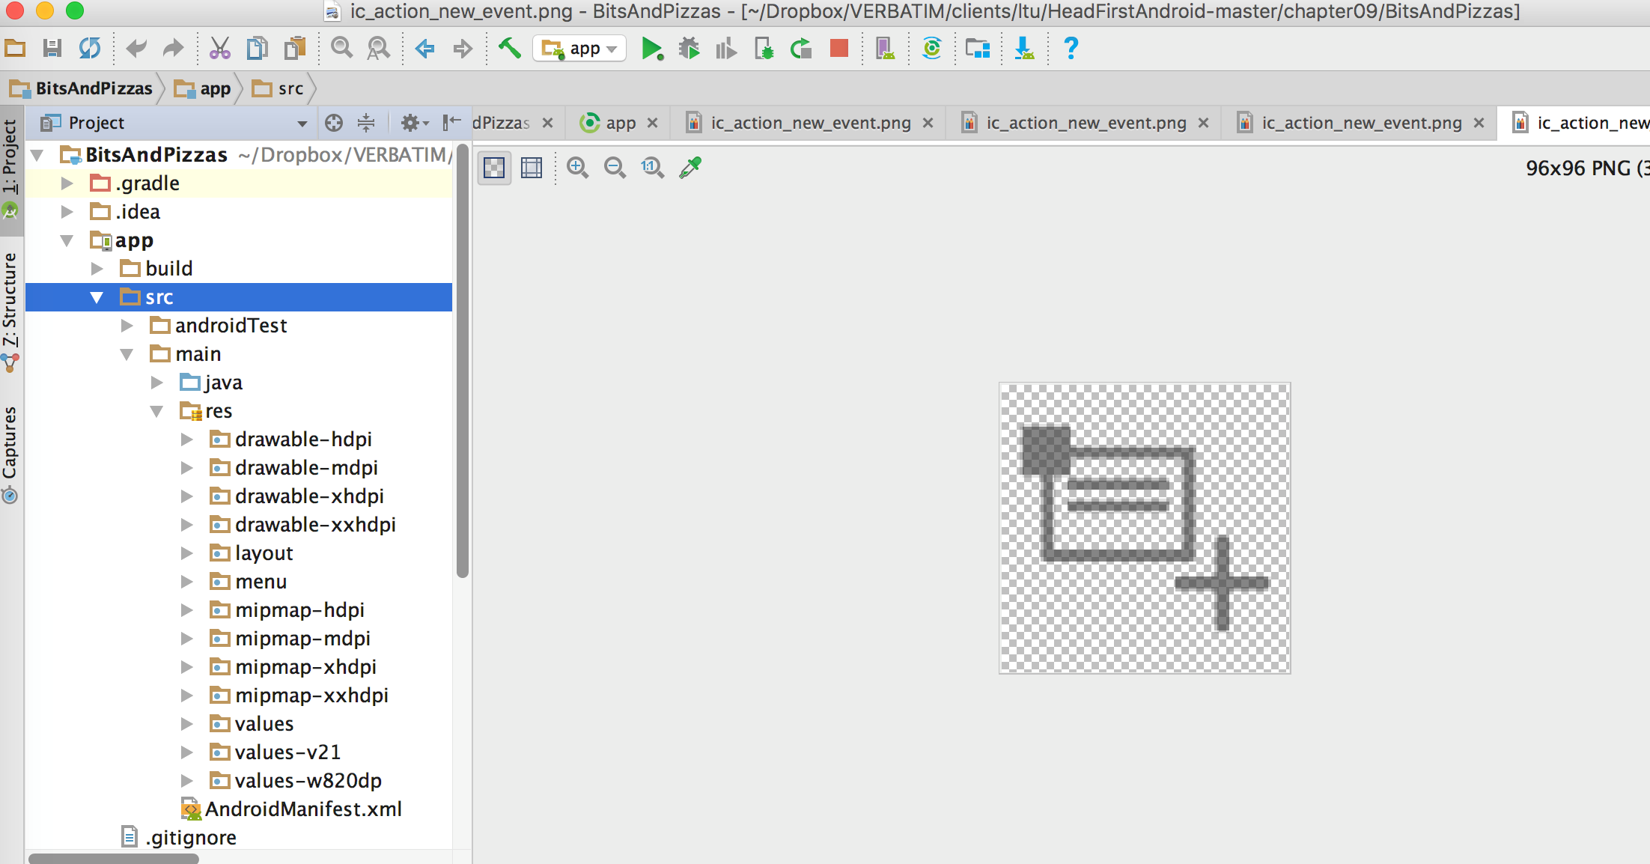 ic_action_new_event.png - BitsAndPizzas - [~/Dropbox/VERBATIM/clients/ltu/HeadFirstAndroid-master/chapter09/BitsAndPizzas]
app
?
BitsAndPizzas app src
1: Project
Z: Structure
Captures
Project
dPizzas app ic_action_new_event.png ic_action_new_event.png ic_action_new_event.png ic_action_new
1:1
96x96 PNG (3
BitsAndPizzas ~/Dropbox/VERBATIM/
.gradle
.idea
app
build
src
androidTest
main
java
res
drawable-hdpi
drawable-mdpi
drawable-xhdpi
drawable-xxhdpi
layout
menu
mipmap-hdpi
mipmap-mdpi
mipmap-xhdpi
mipmap-xxhdpi
values
values-v21
values-w820dp
AndroidManifest.xml
.gitignore